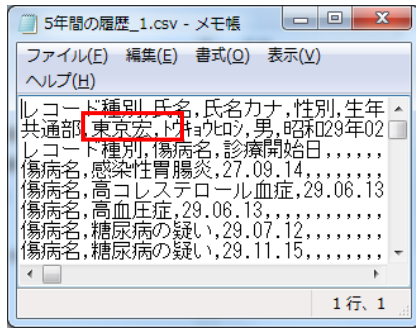 5年間の履歴_1.csv - メモ帳
ファイル(F) 編集(E) 書式(O) 表示(V)
ヘルプ(H)
レコード種別,氏名,氏名カナ,性別,生年
共通部,東京宏,ﾄｳｷｮｳﾋﾛｼ,男,昭和29年02
レコード種別,傷病名,診療開始日,,,,,,
傷病名,感染性胃腸炎,27.09.14,,,,,,,,
傷病名,高コレステロール血症,29.06.13
傷病名,高血圧症,29.06.13,,,,,,,,,,,
傷病名,糖尿病の疑い,29.07.12,,,,,,,,
傷病名,糖尿病の疑い,29.11.15,,,,,,,,
1行、1